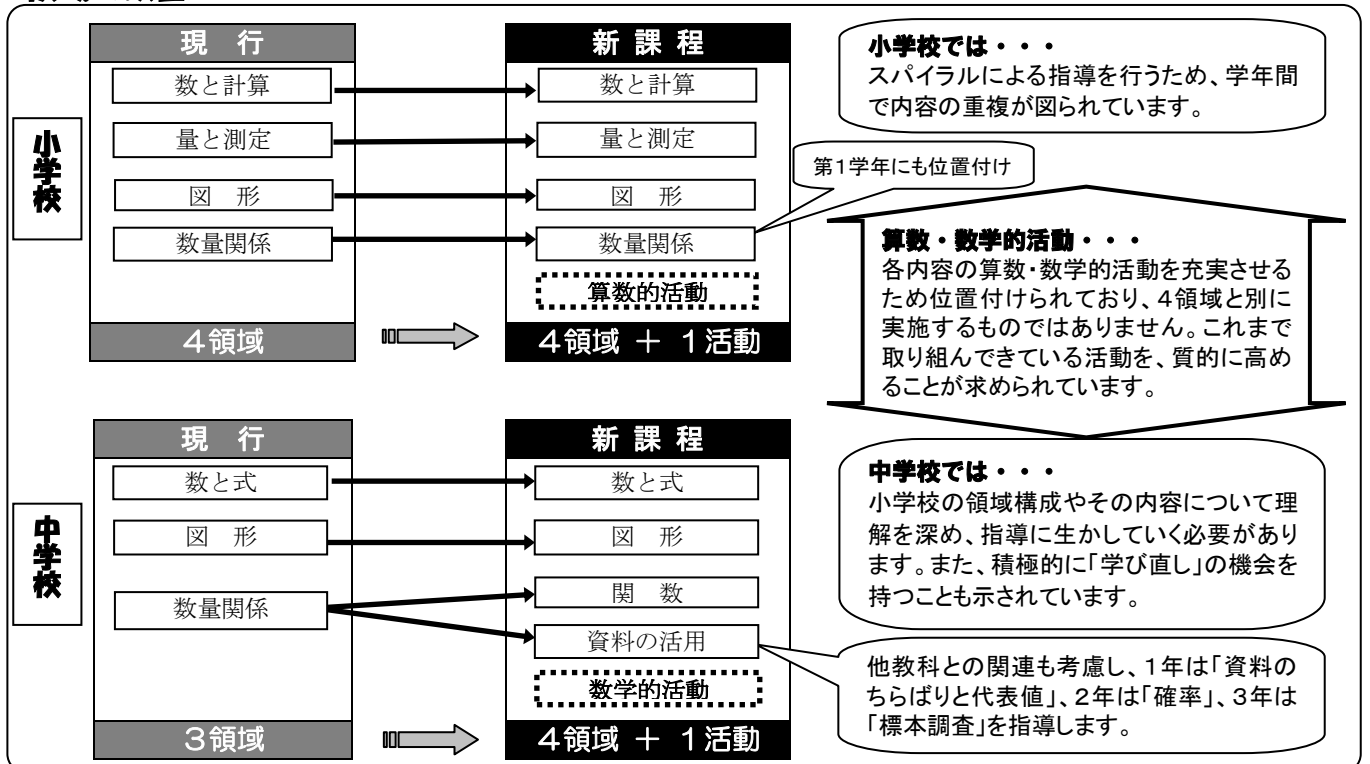 小学校
現　行
数と計算
量と測定
図　形
数量関係
4領域
新 課 程
数と計算
量と測定
図　形
数量関係
算数的活動
4領域 ＋ 1活動
小学校では・・・
スパイラルによる指導を行うため、学年間
で内容の重複が図られています。
第1学年にも位置付け
算数・数学的活動・・・
各内容の算数・数学的活動を充実させる
ため位置付けられており、4領域と別に
実施するものではありません。これまで
取り組んできている活動を、質的に高め
ることが求められています。
中学校
現　行
数と式
図　形
数量関係
3領域
新 課 程
数と式
図　形
関　数
資料の活用
数学的活動
4領域 ＋ 1活動
中学校では・・・
小学校の領域構成やその内容について理
解を深め、指導に生かしていく必要があり
ます。また、積極的に「学び直し」の機会を
持つことも示されています。
他教科との関連も考慮し、1年は「資料の
ちらばりと代表値」、2年は「確率」、3年は
「標本調査」を指導します。